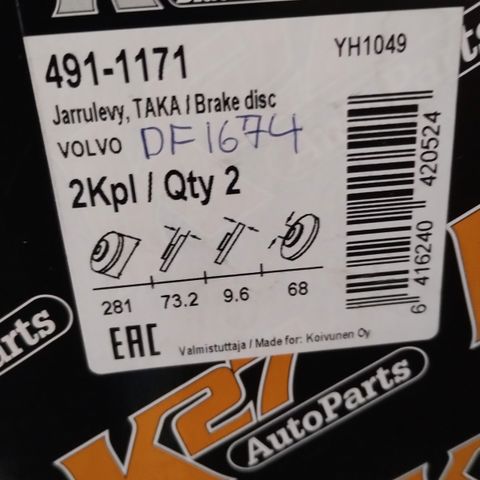 491-1171
YH1049
Jarrulevy, TAKA / Brake disc
VOLVO DF1674
2Kpl / Qty 2
281 73.2 9.6 68
6 416240 420524
EAC
Valmistuttaja / Made for: Koivunen Oy
K27
AutoParts